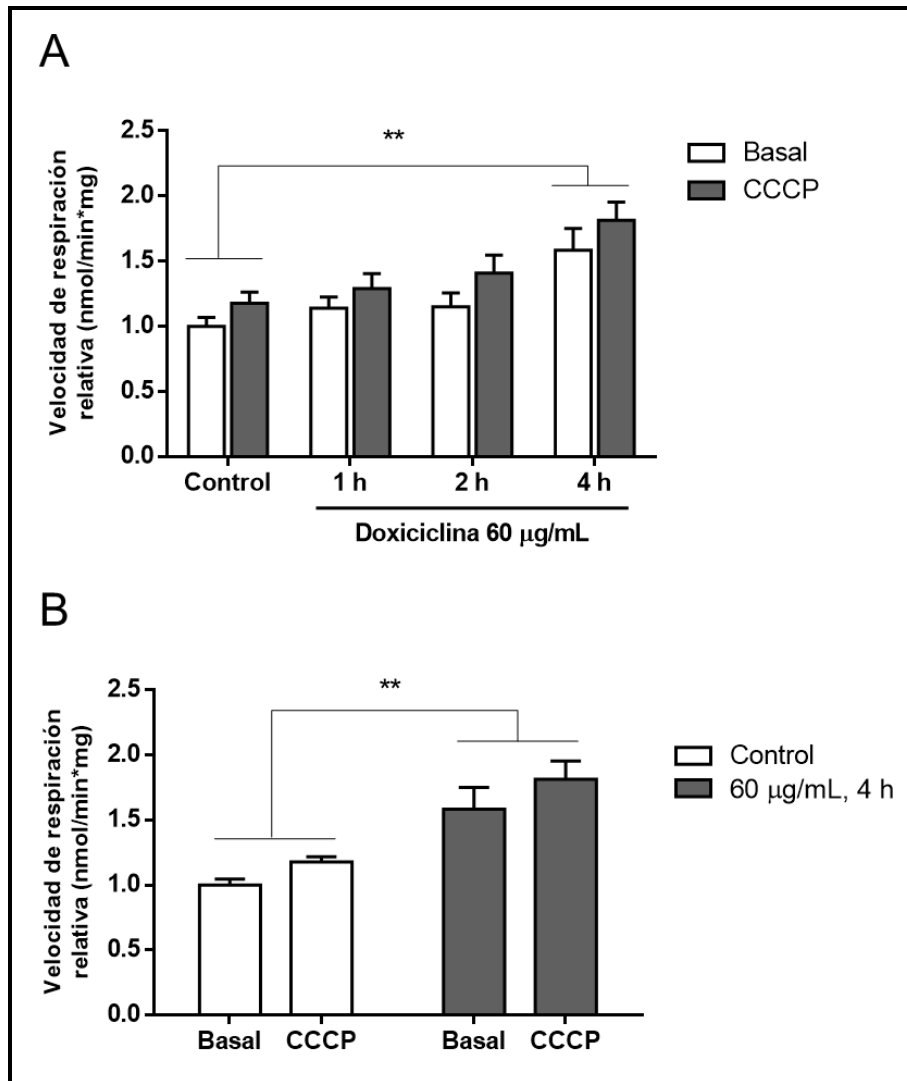 A
Velocidad de respiración
relativa (nmol/min*mg)
2.5
2.0
1.5
1.0
0.5
0.0
**
Basal
CCCP
Control
1 h
2 h
4 h
Doxiciclina 60 μg/mL
B
Velocidad de respiración
relativa (nmol/min*mg)
2.5
2.0
1.5
1.0
0.5
0.0
**
Control
60 μg/mL, 4 h
Basal
CCCP
Basal
CCCP